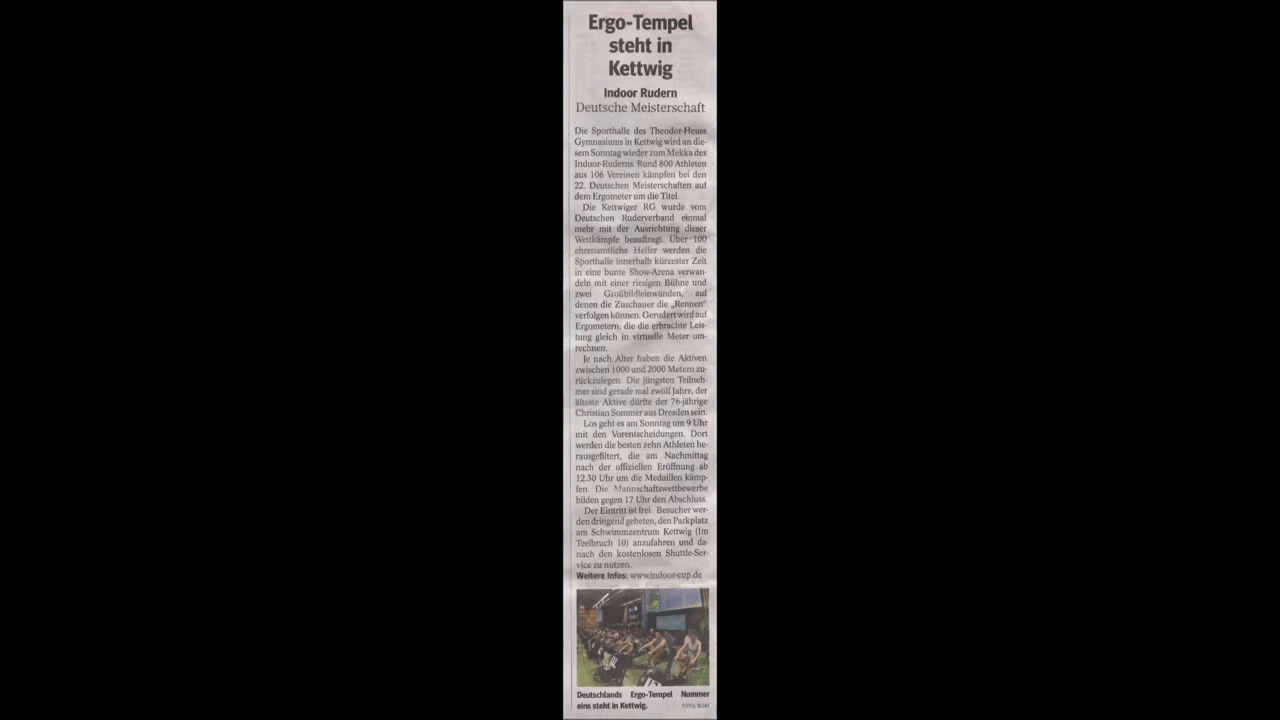 Ergo-Tempel
steht in
Kettwig
Indoor Rudern
Deutsche Meisterschaft
Die Sporthalle des Theodor-Heuss
Gymnasiums in Kettwig wird an die-
sem Sonntag wieder zum Mekka des
Indoor-Ruderns. Rund 800 Athleten
aus 106 Vereinen kämpfen bei den
22. Deutschen Meisterschaften auf
dem Ergometer um die Titel.
Die Kettwiger RG wurde vom
Deutschen Ruderverband einmal
mehr mit der Ausrichtung dieser
Wettkämpfe beauftragt. Über 100
ehrenamtliche Helfer werden die
Sporthalle innerhalb kürzester Zeit
in eine bunte Show-Arena verwan-
deln mit einer riesigen Bühne und
zwei Großbildleinwänden, auf
denen die Zuschauer die „Rennen“
verfolgen können. Gerudert wird auf
Ergometern, die die erbrachte Leis-
tung gleich in virtuelle Meter um-
rechnen.
Je nach Alter haben die Aktiven
zwischen 1000 und 2000 Metern zu-
rückzulegen. Die jüngsten Teilneh-
mer sind gerade mal zwölf Jahre, der
älteste Aktive dürfte der 76-jährige
Christian Sommer aus Dresden sein.
Los geht es am Sonntag um 9 Uhr
mit den Vorentscheidungen. Dort
werden die besten zehn Athleten he-
rausgefiltert, die am Nachmittag
nach der offiziellen Eröffnung ab
12.30 Uhr um die Medaillen kämp-
fen. Die Mannschaftswettbewerbe
bilden gegen 17 Uhr den Abschluss.
Der Eintritt ist frei. Besucher wer-
den dringend gebeten, den Parkplatz
am Schwimmzentrum Kettwig (Im
Teelbruch 10) anzufahren und da-
nach den kostenlosen Shuttle-Ser-
vice zu nutzen.
Weitere Infos: www.indoor-cup.de
Deutschlands Ergo-Tempel Nummer
eins steht in Kettwig.
FOTO: